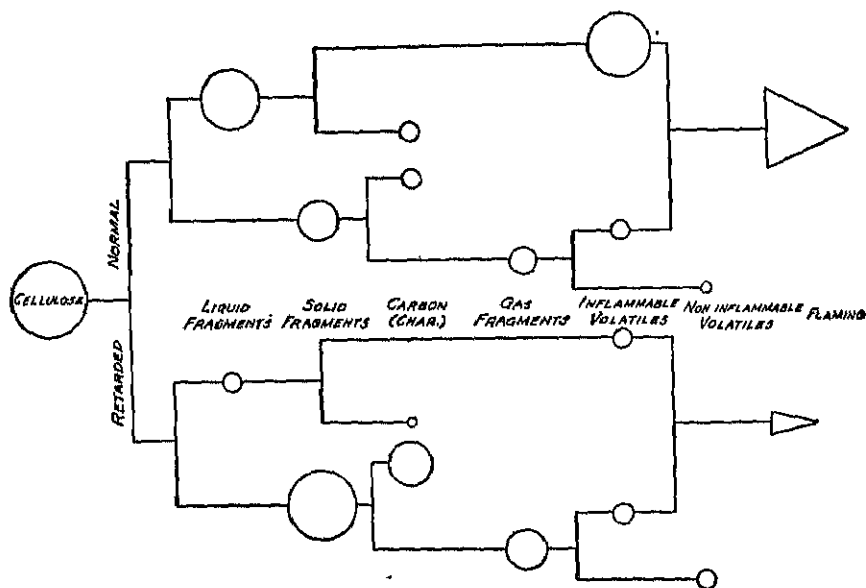 NORMAL
CELLULOSE
RETARDED
LIQUID
FRAGMENTS
SOLID
FRAGMENTS
CARBON
(CHAR.)
GAS
FRAGMENTS
INFLAMMABLE
VOLATILES
NON INFLAMMABLE
VOLATILES
FLAMING